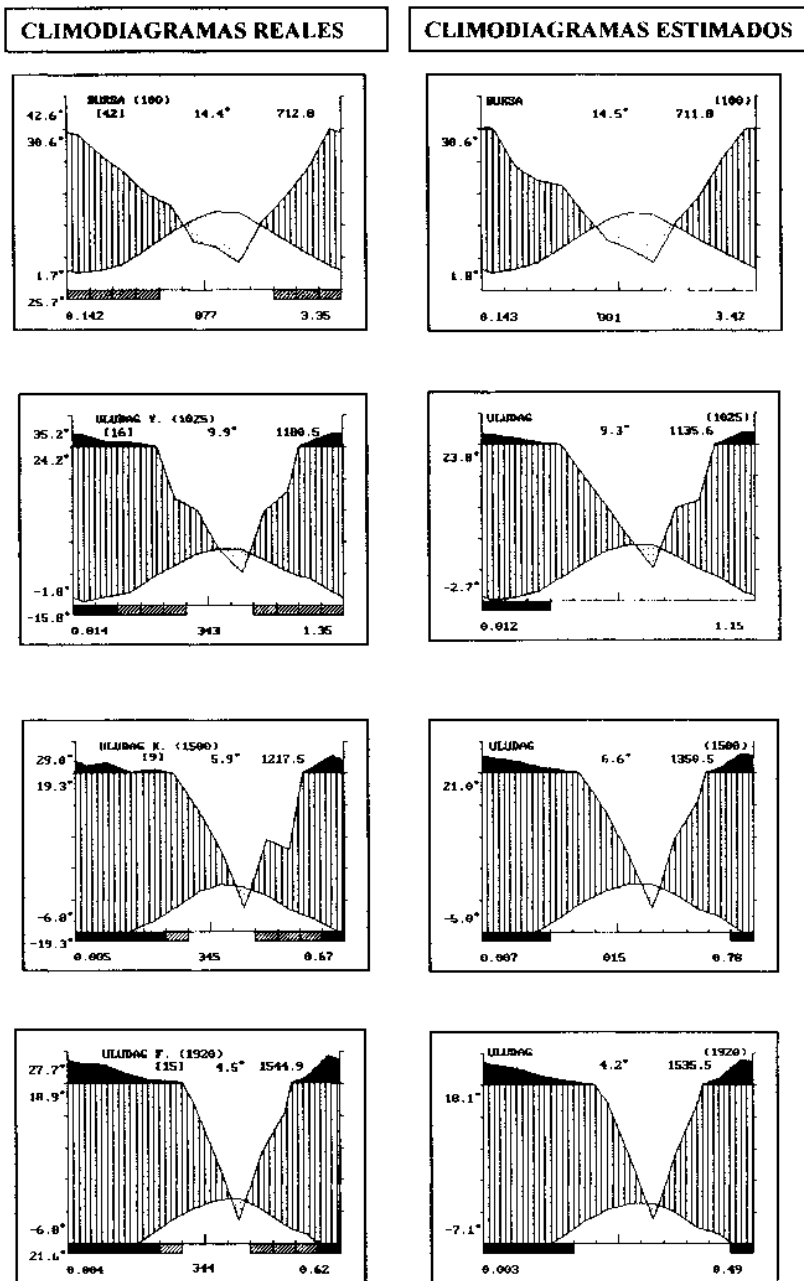 CLIMODIAGRAMAS REALES
CLIMODIAGRAMAS ESTIMADOS
BURSA (100)
42.6°
[42] 14.4° 712.8
30.6°
1.7°
25.7°
0.142 077 3.35
BURSA (100)
14.5° 711.8
30.6°
1.8°
0.143 001 3.42
ULUDAG Y. (1025)
35.2°
[16] 9.9° 1180.5
24.2°
-1.8°
-15.8°
0.014 343 1.35
ULUDAG (1025)
9.3° 1135.6
23.8°
-2.7°
0.012 1.15
ULUDAG K. (1500)
29.0°
[9] 5.9° 1217.5
19.3°
-6.8°
-19.3°
0.005 345 0.67
ULUDAG (1500)
6.6° 1350.5
21.0°
-5.0°
0.007 015 0.78
ULUDAG F. (1920)
27.7°
[15] 4.5° 1544.9
18.9°
-6.8°
21.6°
0.004 344 0.62
ULUDAG (1920)
4.2° 1535.5
18.1°
-7.1°
0.003 0.49